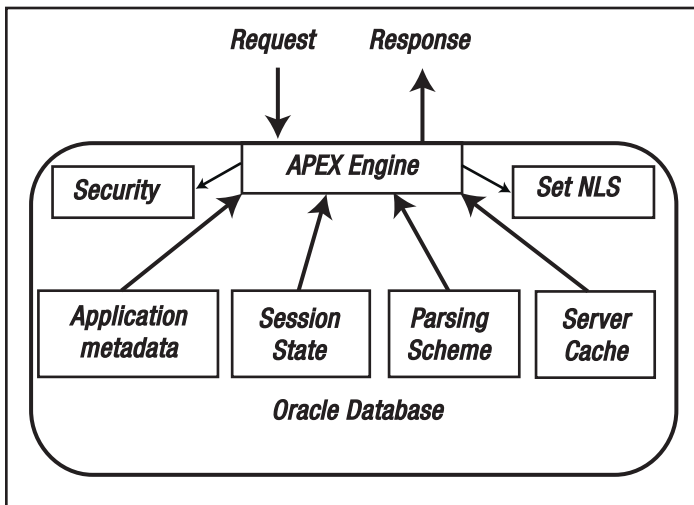 Request Response
APEX Engine
Security
Set NLS
Application
metadata
Session
State
Parsing
Scheme
Server
Cache
Oracle Database